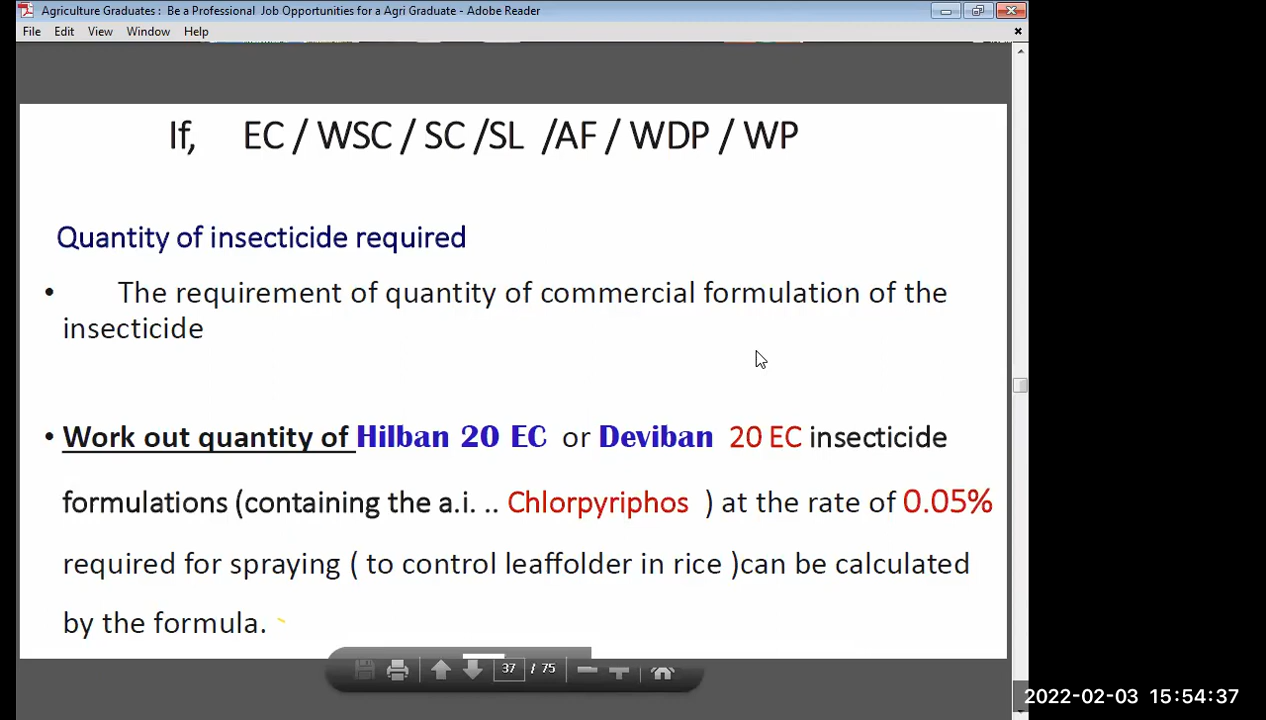 Agriculture Graduates : Be a Professional Job Opportunities for a Agri Graduate - Adobe Reader
File Edit View Window Help
If, EC / WSC / SC /SL /AF / WDP / WP
Quantity of insecticide required
• The requirement of quantity of commercial formulation of the
insecticide
• Work out quantity of Hilban 20 EC or Deviban 20 EC insecticide
formulations (containing the a.i. .. Chlorpyriphos ) at the rate of 0.05%
required for spraying ( to control leaffolder in rice )can be calculated
by the formula.
37 / 75
2022-02-03 15:54:37